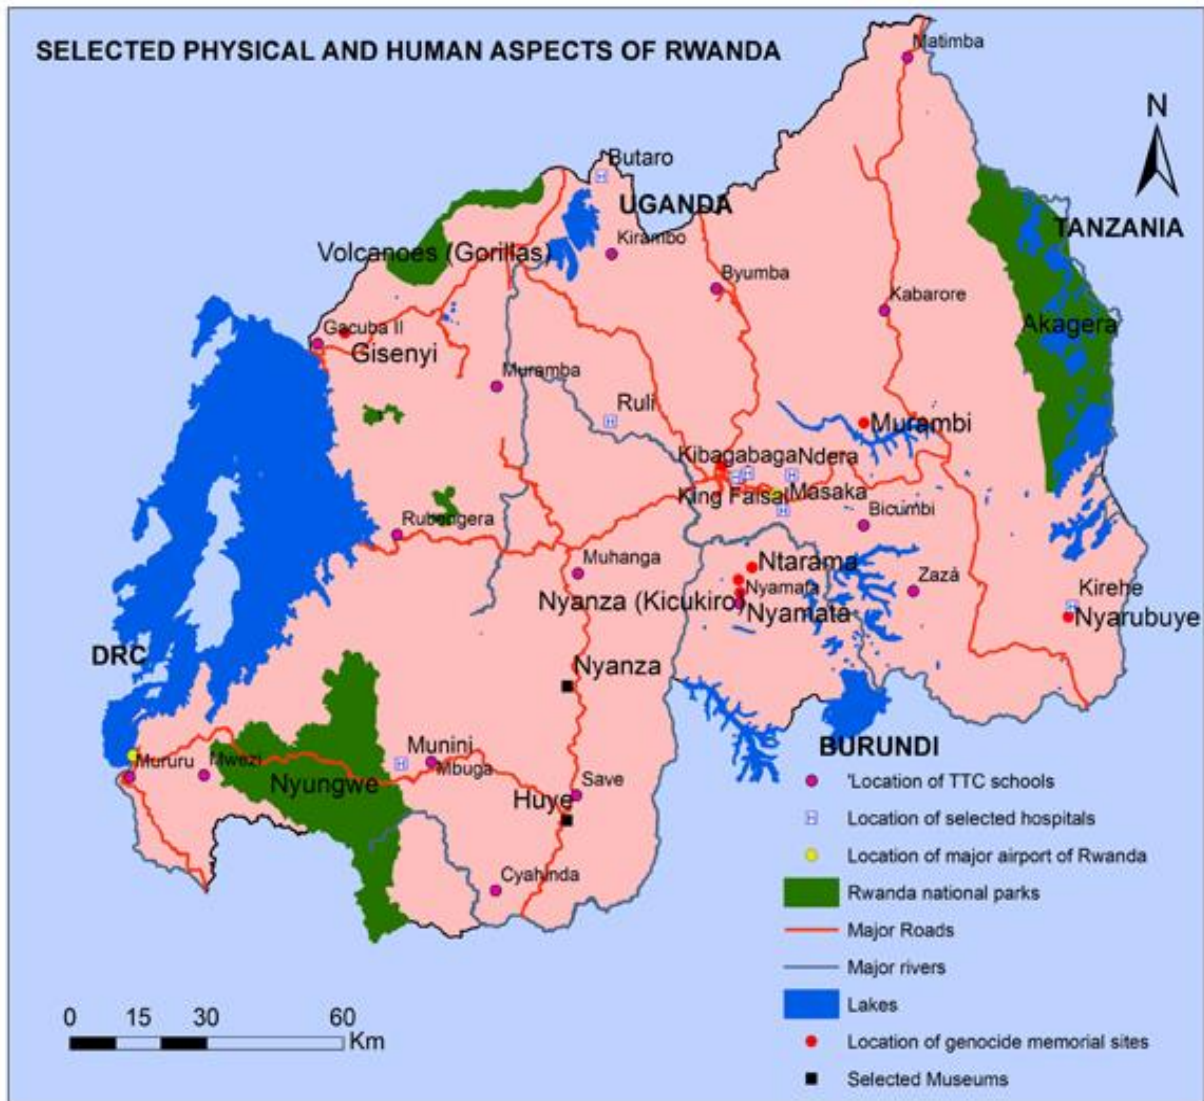 SELECTED PHYSICAL AND HUMAN ASPECTS OF RWANDA
Matimba
N
Butaro
UGANDA
TANZANIA
Volcanoes (Gorillas)
Kirambo
Byumba
Kabarore
Akagera
Gacuba II
Gisenyi
Muramba
Ruli
Murambi
Kibagabaga
Ndera
King Faisal
Masaka
Bicumbi
Rubengera
Muhanga
Ntarama
Nyamata
Zaza
Kirehe
Nyanza (Kicukiro)
Nyamata
Nyarubuye
DRC
Nyanza
Munini
BURUNDI
Mururu
Mwezi
Mbuga
Nyungwe
Huye
Save
Cyahinda
'Location of TTC schools
H Location of selected hospitals
Location of major airport of Rwanda
Rwanda national parks
Major Roads
Major rivers
Lakes
Location of genocide memorial sites
Selected Museums
0 15 30 60
Km